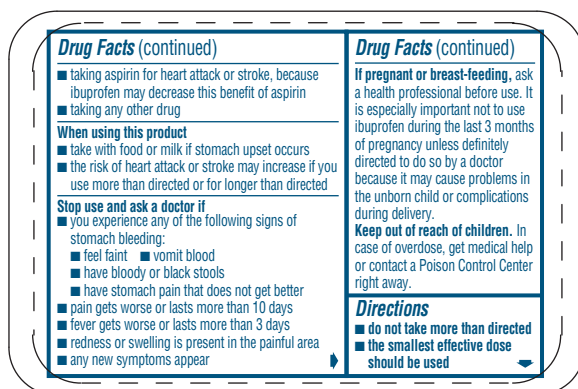 Drug Facts (continued)
■ taking aspirin for heart attack or stroke, because
ibuprofen may decrease this benefit of aspirin
■ taking any other drug
When using this product
■ take with food or milk if stomach upset occurs
■ the risk of heart attack or stroke may increase if you
use more than directed or for longer than directed
Stop use and ask a doctor if
■ you experience any of the following signs of
stomach bleeding:
■ feel faint ■ vomit blood
■ have bloody or black stools
■ have stomach pain that does not get better
■ pain gets worse or lasts more than 10 days
■ fever gets worse or lasts more than 3 days
■ redness or swelling is present in the painful area
■ any new symptoms appear
Drug Facts (continued)
If pregnant or breast-feeding, ask
a health professional before use. It
is especially important not to use
ibuprofen during the last 3 months
of pregnancy unless definitely
directed to do so by a doctor
because it may cause problems in
the unborn child or complications
during delivery.
Keep out of reach of children. In
case of overdose, get medical help
or contact a Poison Control Center
right away.
Directions
■ do not take more than directed
■ the smallest effective dose
should be used